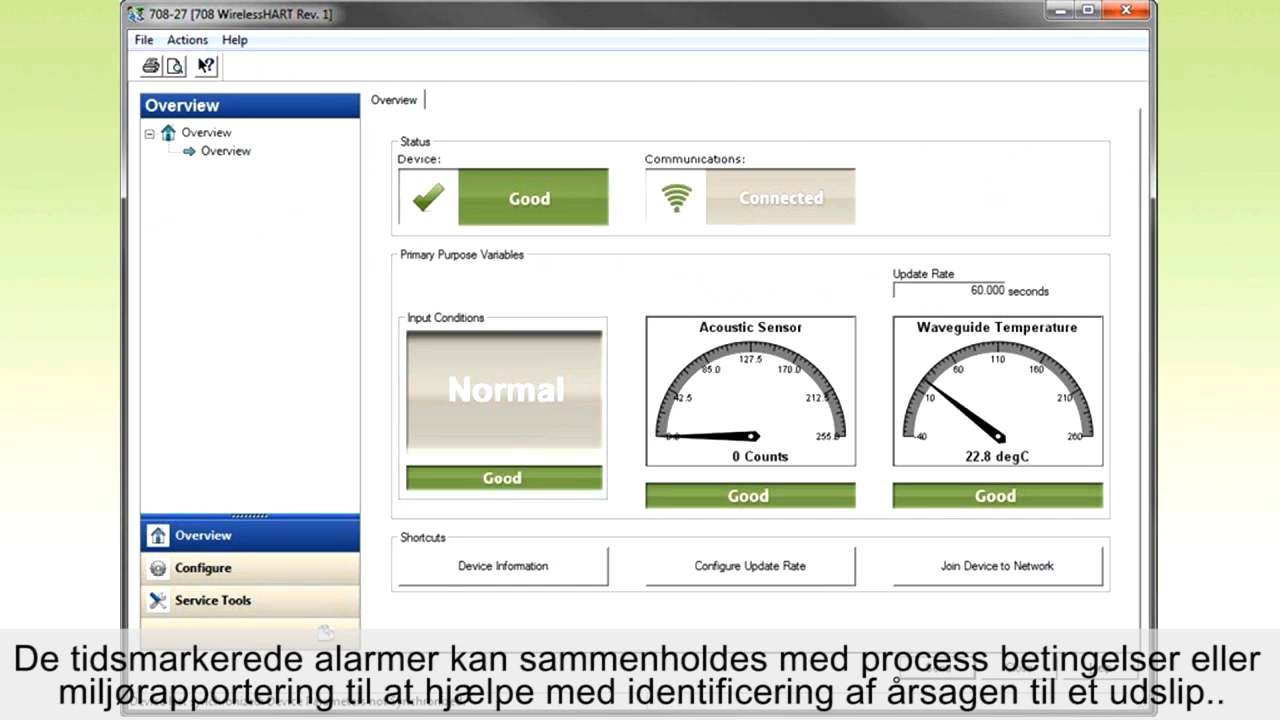 708-27 [708 WirelessHART Rev. 1]
File Actions Help
Overview
Overview
Overview
Overview
Status
Device:
Good
Communications:
Connected
Primary Purpose Variables
Update Rate
60.000 seconds
Input Conditions
Normal
Good
Acoustic Sensor
0.0 42.5 85.0 127.5 170.0 212.5 255.0
0 Counts
Good
Waveguide Temperature
-40 10 60 110 160 210 260
22.8 degC
Good
Shortcuts
Device Information
Configure Update Rate
Join Device to Network
Overview
Configure
Service Tools
De tidsmarkerede alarmer kan sammenholdes med process betingelser eller
miljørapportering til at hjælpe med identificering af årsagen til et udslip..